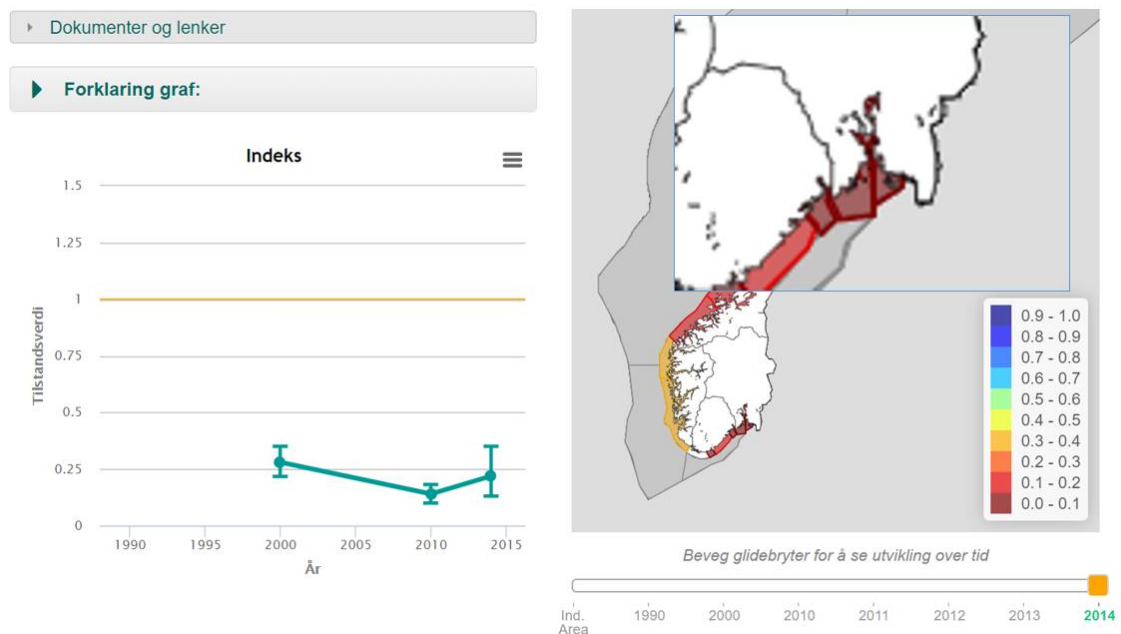 Dokumenter og lenker
Forklaring graf:
Indeks
Tilstandsverdi
1.5
1.25
1
0.75
0.5
0.25
0
1990 1995 2000 2005 2010 2015
År
0.9 - 1.0
0.8 - 0.9
0.7 - 0.8
0.6 - 0.7
0.5 - 0.6
0.4 - 0.5
0.3 - 0.4
0.2 - 0.3
0.1 - 0.2
0.0 - 0.1
Beveg glidebryter for å se utvikling over tid
Ind. 1990 2000 2010 2011 2012 2013 2014
Area